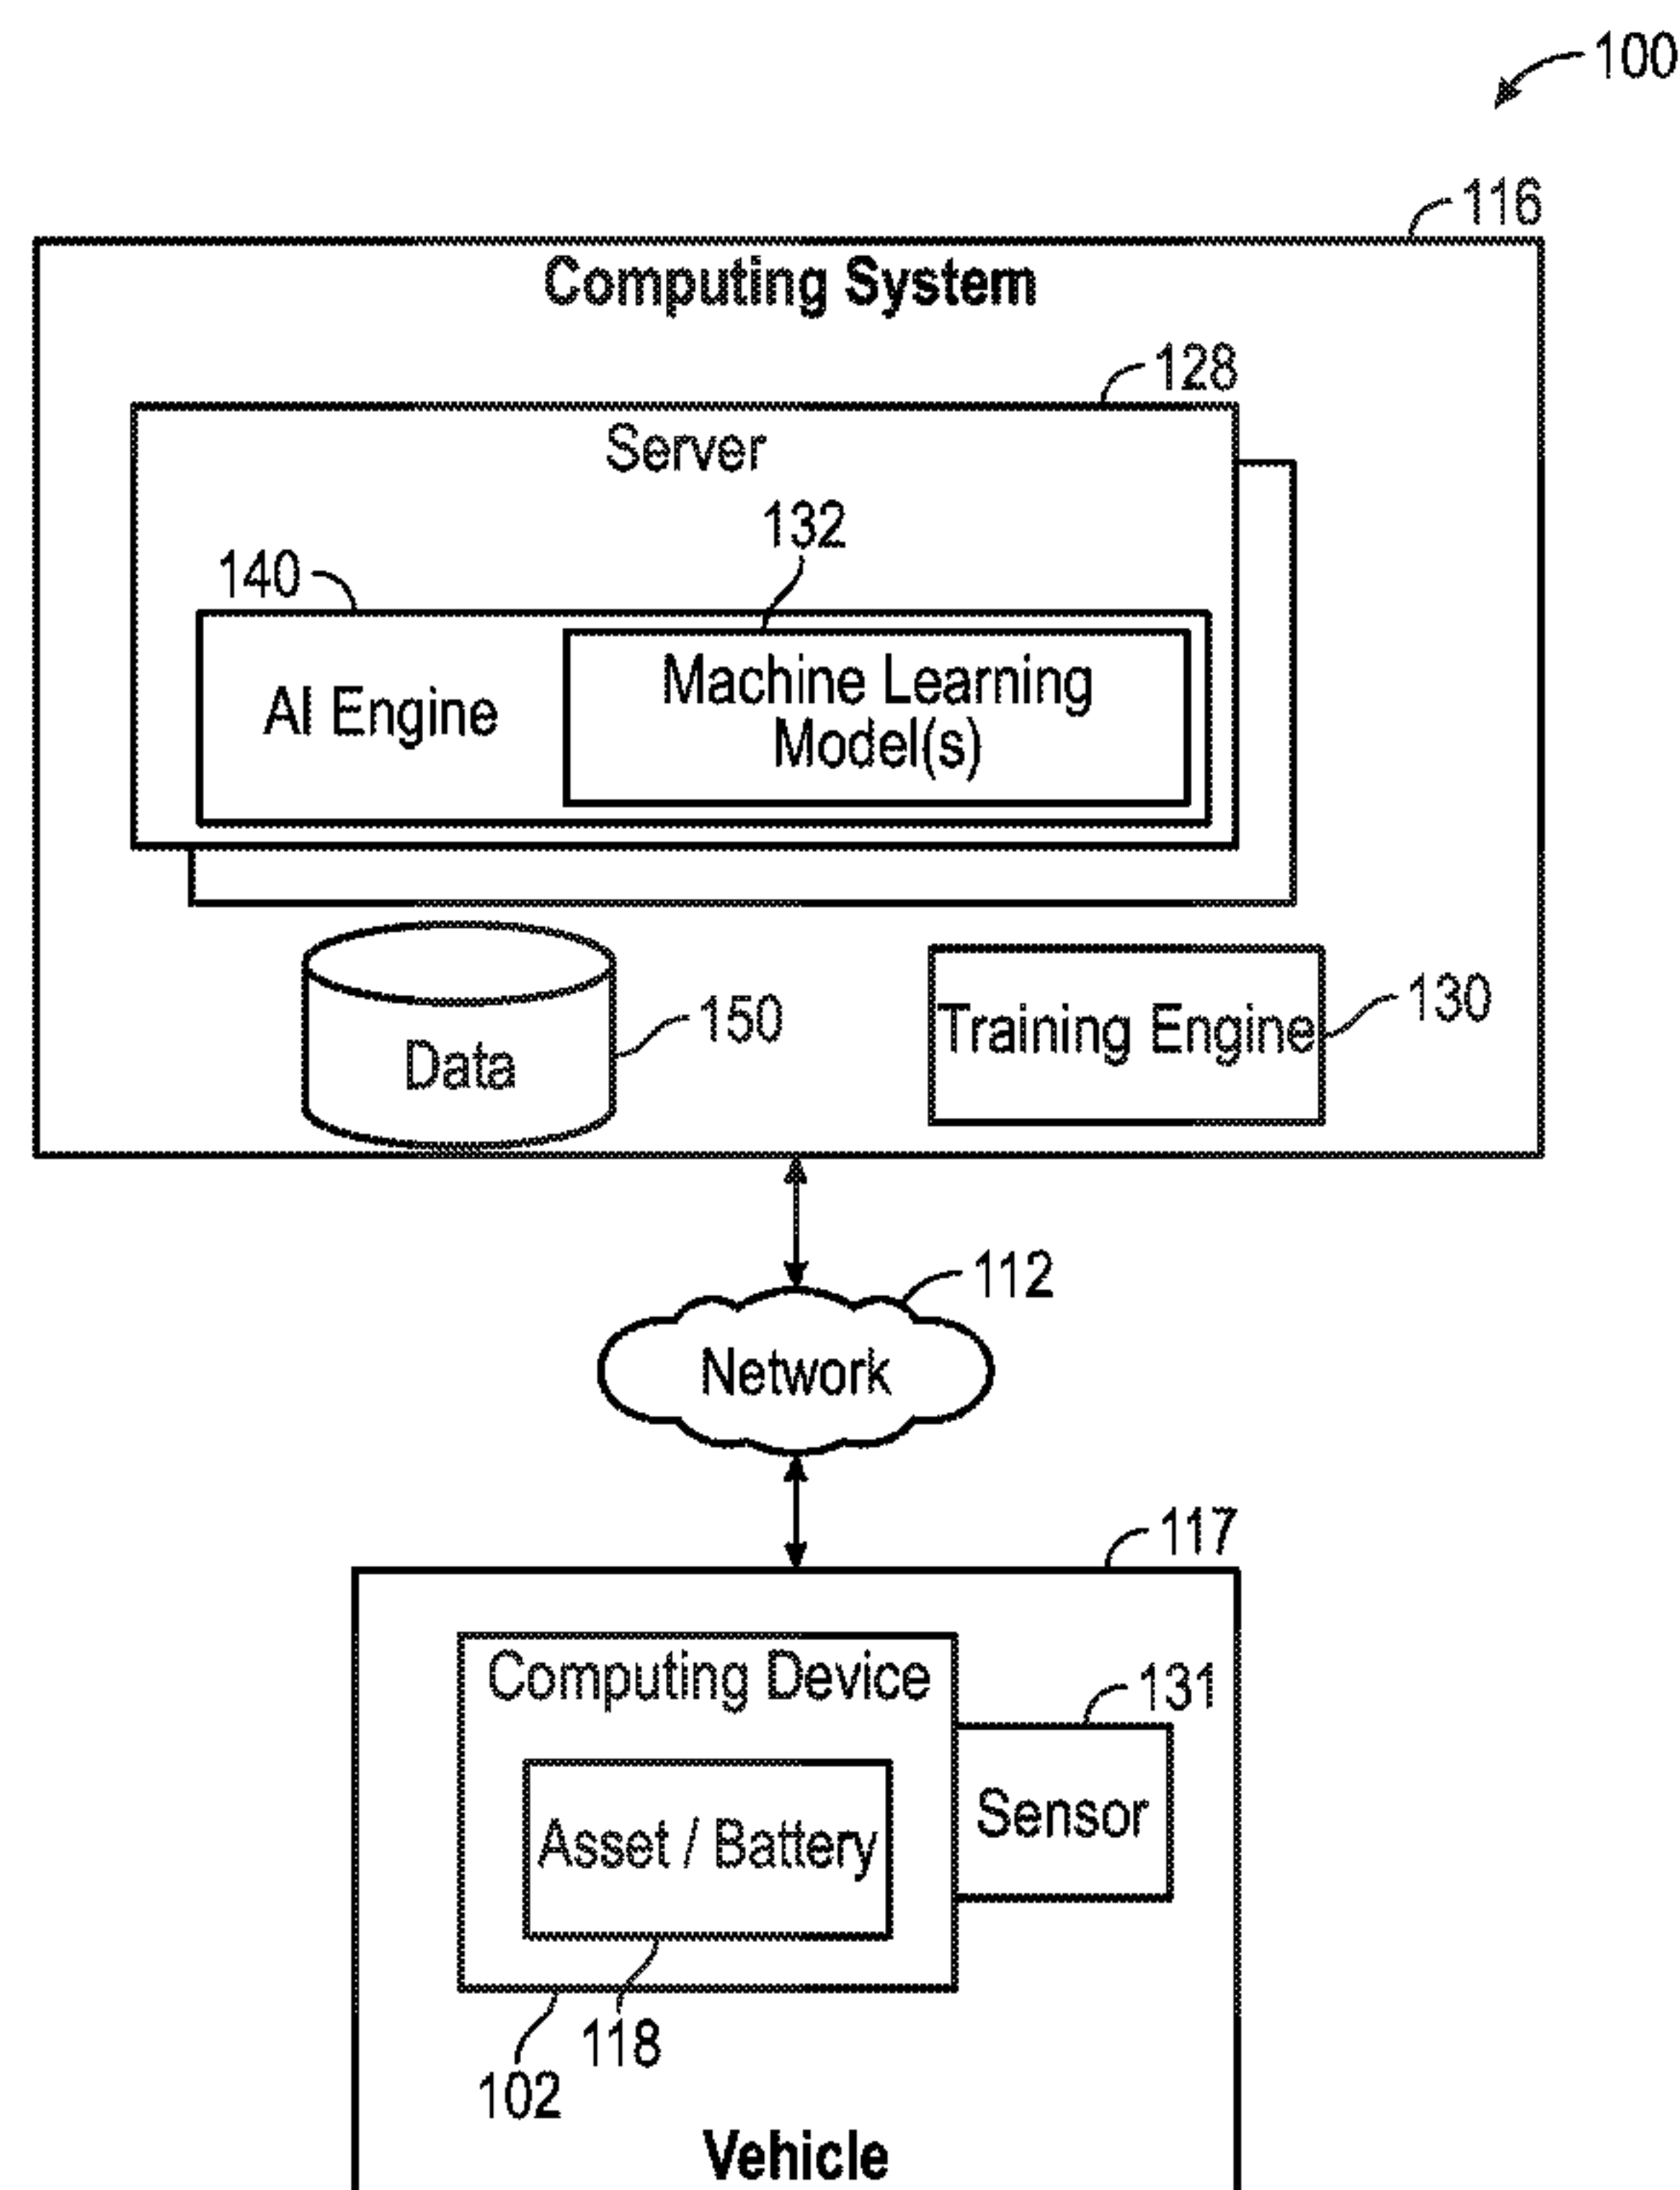 100
116
Computing System
128
Server
132
140
AI Engine
Machine Learning
Model(s)
Data
150
Training Engine
130
112
Network
117
Computing Device
131
Asset / Battery
Sensor
118
102
Vehicle